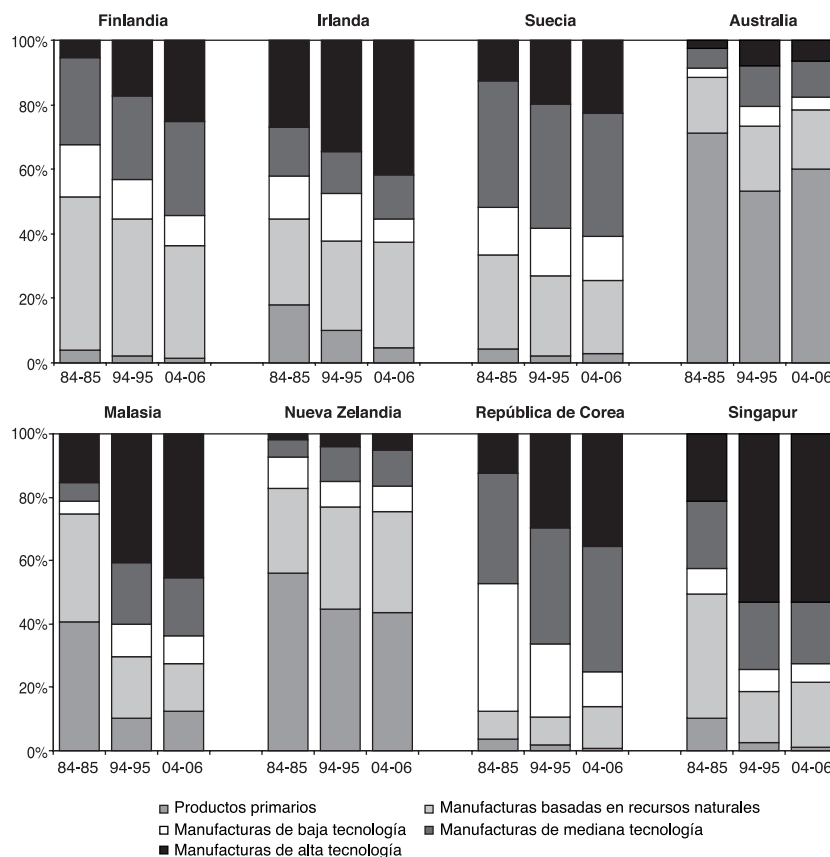 Finlandia Irlanda Suecia Australia
100%
80%
60%
40%
20%
0%
84-85 94-95 04-06 84-85 94-95 04-06 84-85 94-95 04-06 84-85 94-95 04-06
Malasia Nueva Zelandia República de Corea Singapur
100%
80%
60%
40%
20%
0%
84-85 94-95 04-06 84-85 94-95 04-06 84-85 94-95 04-06 84-85 94-95 04-06
Productos primarios Manufacturas basadas en recursos naturales
Manufacturas de baja tecnología Manufacturas de mediana tecnología
Manufacturas de alta tecnología